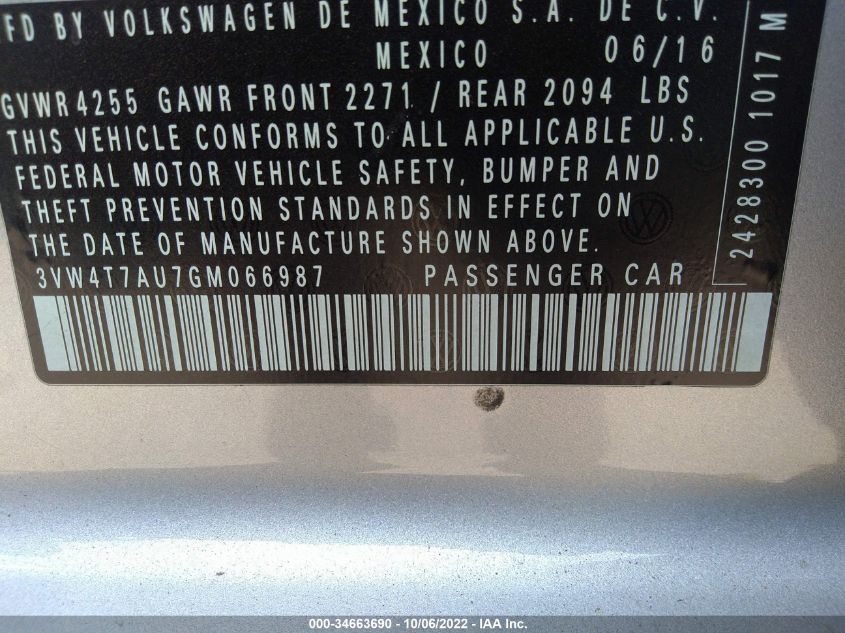 MFD BY VOLKSWAGEN DE MEXICO S.A. DE C.V.
MEXICO 06/16
GVWR 4255 GAWR FRONT 2271 / REAR 2094 LBS
THIS VEHICLE CONFORMS TO ALL APPLICABLE U.S.
FEDERAL MOTOR VEHICLE SAFETY, BUMPER AND
THEFT PREVENTION STANDARDS IN EFFECT ON
THE DATE OF MANUFACTURE SHOWN ABOVE.
3VW4T7AU7GM066987 PASSENGER CAR
2428300 1017 M
000-34663690 - 10/06/2022 - IAA Inc.